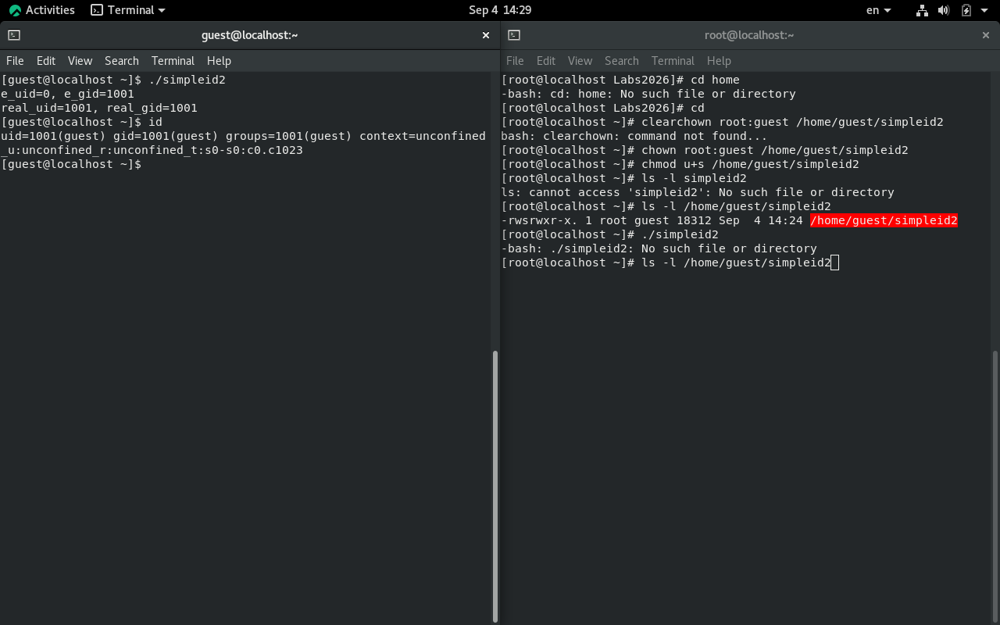 Activities Terminal Sep 4 14:29 en
guest@localhost:~
File Edit View Search Terminal Help
[guest@localhost ~]$ ./simpleid2
e_uid=0, e_gid=1001
real_uid=1001, real_gid=1001
[guest@localhost ~]$ id
uid=1001(guest) gid=1001(guest) groups=1001(guest) context=unconfined
_u:unconfined_r:unconfined_t:s0-s0:c0.c1023
[guest@localhost ~]$
root@localhost:~
File Edit View Search Terminal Help
[root@localhost Labs2026]# cd home
-bash: cd: home: No such file or directory
[root@localhost Labs2026]# cd
[root@localhost ~]# clearchown root:guest /home/guest/simpleid2
bash: clearchown: command not found...
[root@localhost ~]# chown root:guest /home/guest/simpleid2
[root@localhost ~]# chmod u+s /home/guest/simpleid2
[root@localhost ~]# ls -l simpleid2
ls: cannot access 'simpleid2': No such file or directory
[root@localhost ~]# ls -l /home/guest/simpleid2
-rwsrwxr-x. 1 root guest 18312 Sep  4 14:24 /home/guest/simpleid2
[root@localhost ~]# ./simpleid2
-bash: ./simpleid2: No such file or directory
[root@localhost ~]# ls -l /home/guest/simpleid2